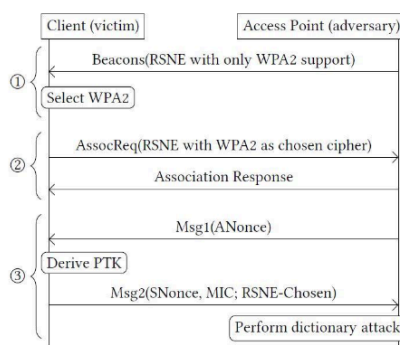 Client (victim)
Access Point (adversary)
Beacons(RSNE with only WPA2 support)
①
Select WPA2
AssocReq(RSNE with WPA2 as chosen cipher)
②
Association Response
Msg1(ANonce)
Derive PTK
③
Msg2(SNonce, MIC; RSNE-Chosen)
Perform dictionary attack